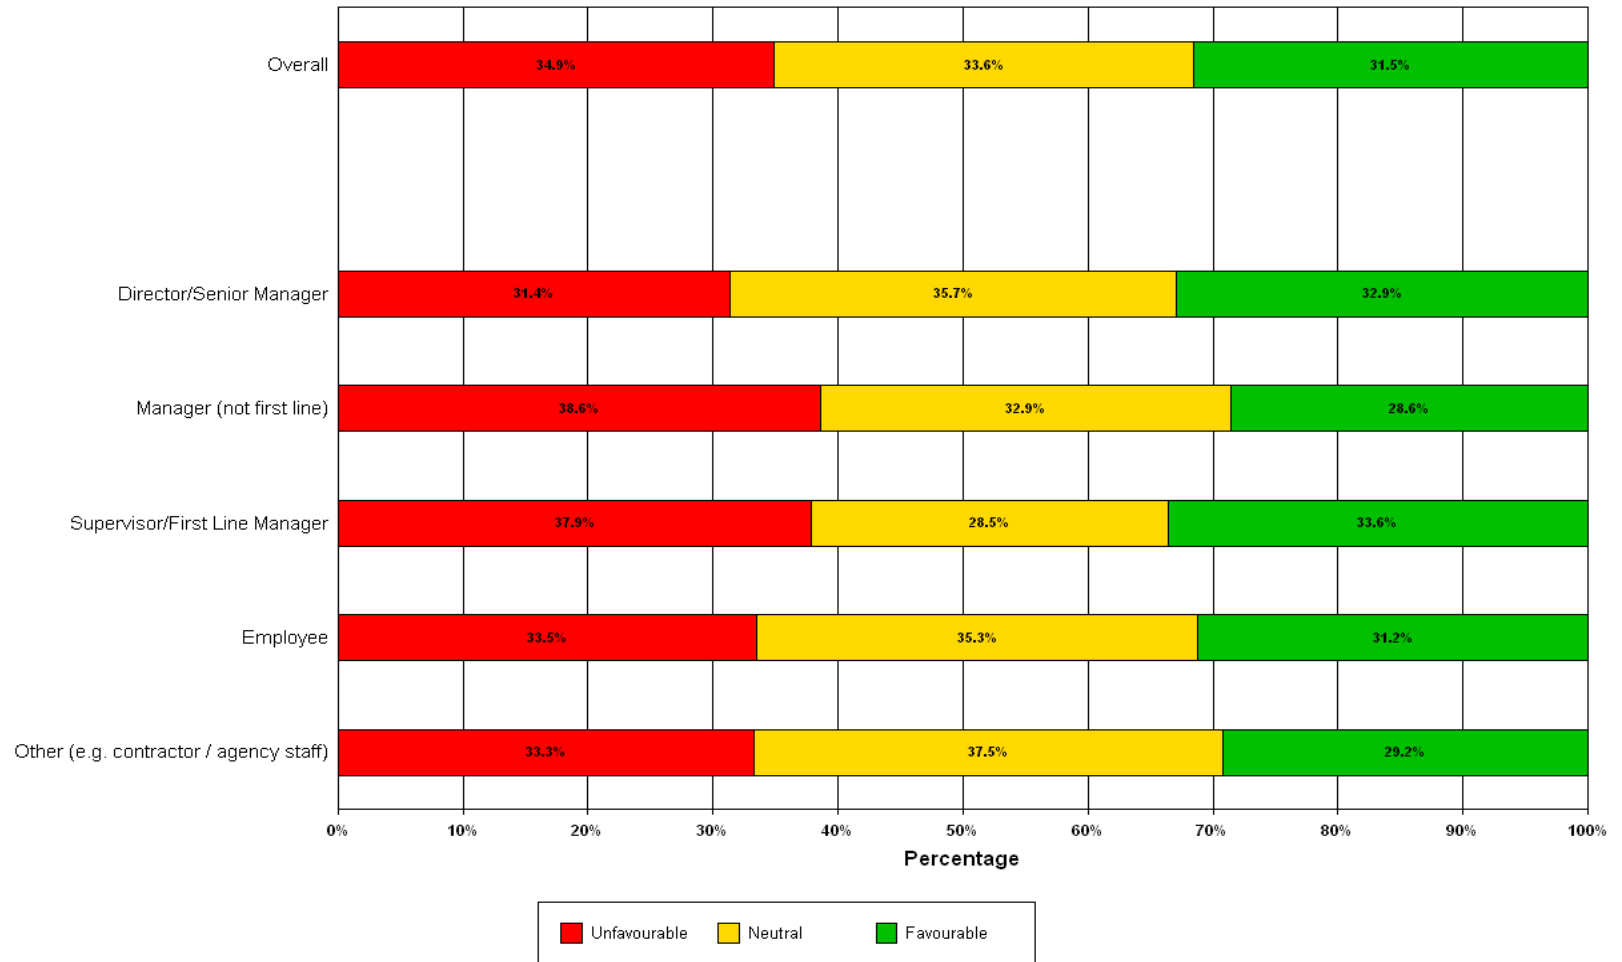 Overall 34.9% 33.6% 31.5%
Director/Senior Manager 31.4% 35.7% 32.9%
Manager (not first line) 38.6% 32.9% 28.6%
Supervisor/First Line Manager 37.9% 28.5% 33.6%
Employee 33.5% 35.3% 31.2%
Other (e.g. contractor / agency staff) 33.3% 37.5% 29.2%
0% 10% 20% 30% 40% 50% 60% 70% 80% 90% 100%
Percentage
Unfavourable Neutral Favourable